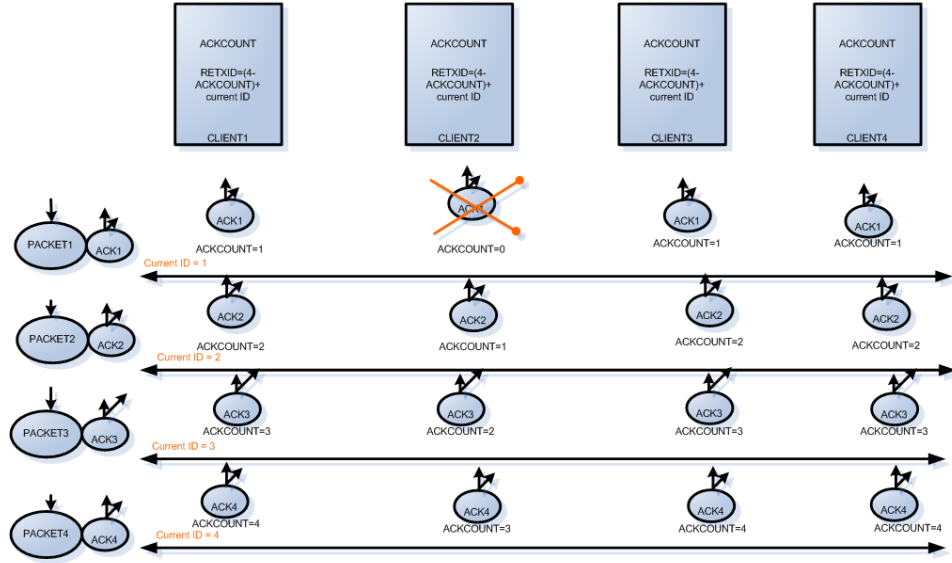 ACKCOUNT
RETXID=(4-
ACKCOUNT)+
current ID
CLIENT1
ACKCOUNT
RETXID=(4-
ACKCOUNT)+
current ID
CLIENT2
ACKCOUNT
RETXID=(4-
ACKCOUNT)+
current ID
CLIENT3
ACKCOUNT
RETXID=(4-
ACKCOUNT)+
current ID
CLIENT4
PACKET1
ACK1
ACK1
ACKCOUNT=1
ACK1
ACKCOUNT=0
ACK1
ACKCOUNT=1
ACK1
ACKCOUNT=1
Current ID = 1
PACKET2
ACK2
ACK2
ACKCOUNT=2
ACK2
ACKCOUNT=1
ACK2
ACKCOUNT=2
ACK2
ACKCOUNT=2
Current ID = 2
PACKET3
ACK3
ACK3
ACKCOUNT=3
ACK3
ACKCOUNT=2
ACK3
ACKCOUNT=3
ACK3
ACKCOUNT=3
Current ID = 3
PACKET4
ACK4
ACK4
ACKCOUNT=4
ACK4
ACKCOUNT=3
ACK4
ACKCOUNT=4
ACK4
ACKCOUNT=4
Current ID = 4